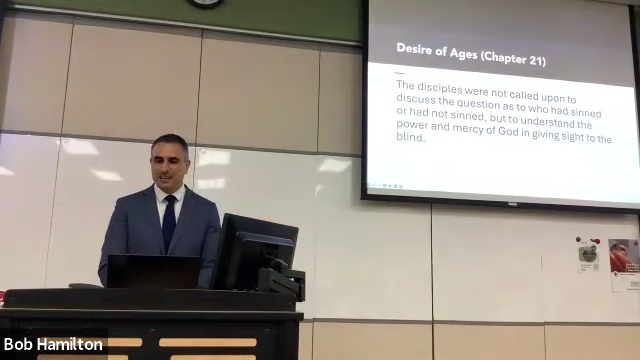 Desire of Ages (Chapter 21)
The disciples were not called upon to
discuss the question as to who had sinned
or had not sinned, but to understand the
power and mercy of God in giving sight to the
blind.
Bob Hamilton